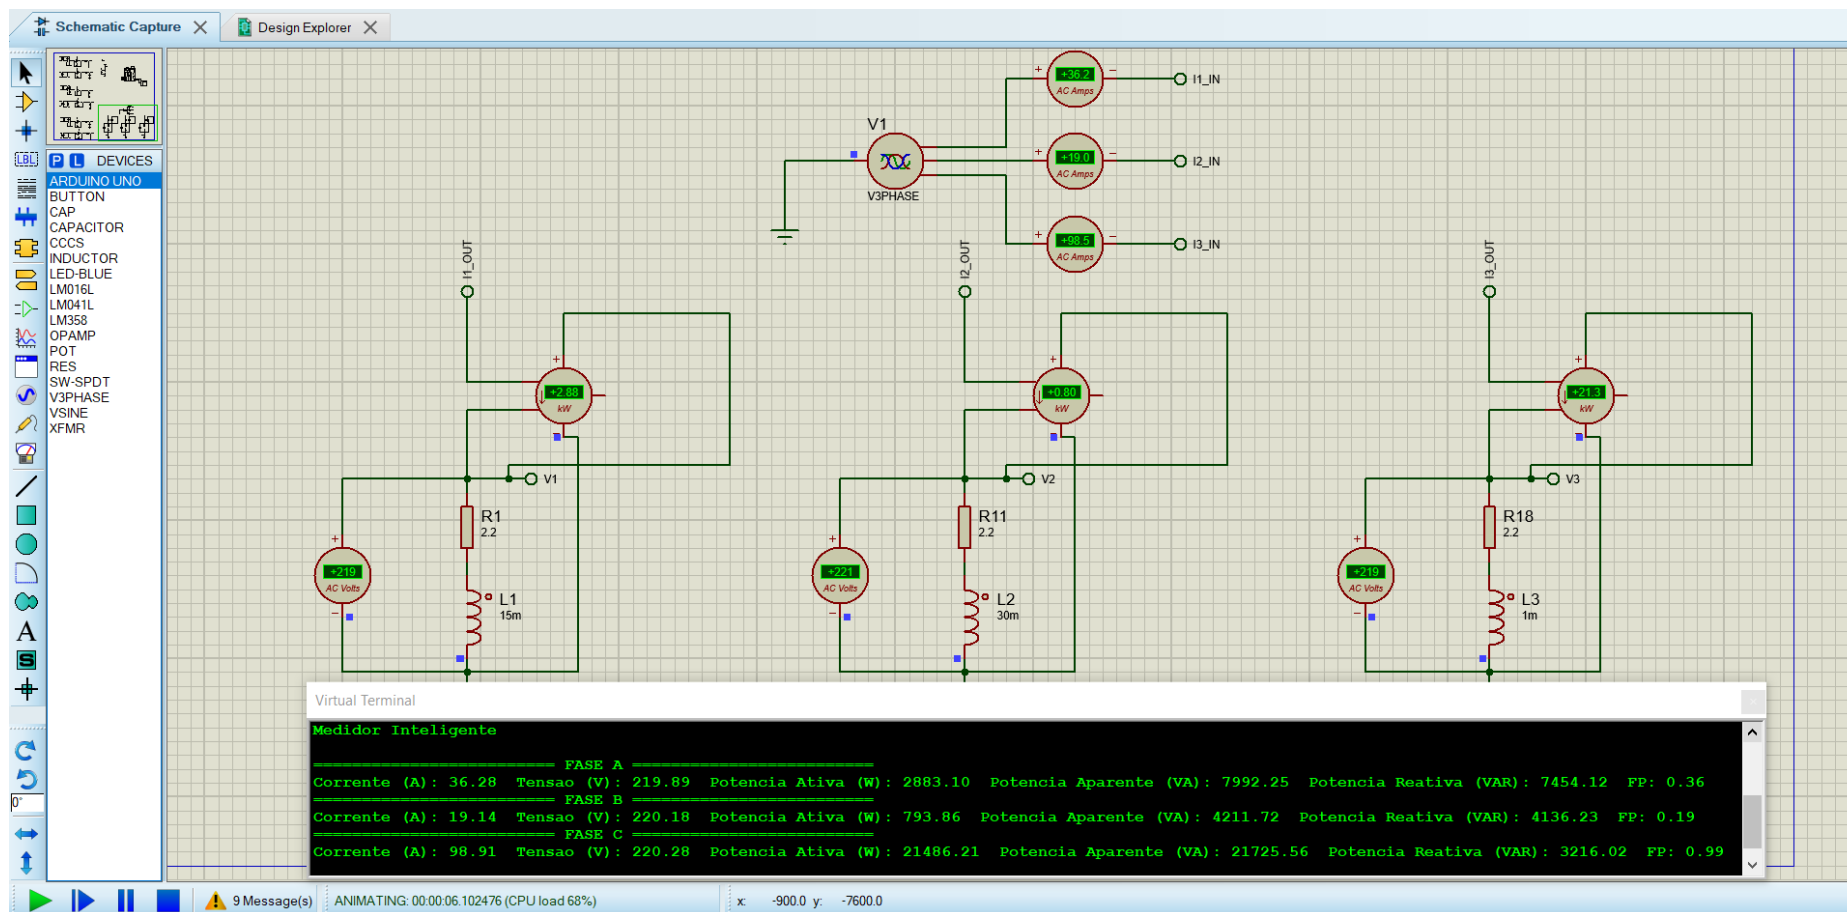 Schematic Capture
Design Explorer
P L DEVICES
ARDUINO UNO
BUTTON
CAP
CAPACITOR
CCCS
INDUCTOR
LED-BLUE
LM016L
LM041L
LM358
OPAMP
POT
RES
SW-SPDT
V3PHASE
VSINE
XFMR
LBL
A
S
0°
+36.2
AC Amps
I1_IN
V1
V3PHASE
+19.0
AC Amps
I2_IN
+98.5
AC Amps
I3_IN
I1_OUT
+2.88
kW
V1
R1
2.2
+219
AC Volts
L1
15m
I2_OUT
+0.80
kW
V2
R11
2.2
+221
AC Volts
L2
30m
I3_OUT
+21.3
kW
V3
R18
2.2
+219
AC Volts
L3
1m
Virtual Terminal
Medidor Inteligente
========================= FASE A =========================
Corrente (A): 36.28 Tensao (V): 219.89 Potencia Ativa (W): 2883.10 Potencia Aparente (VA): 7992.25 Potencia Reativa (VAR): 7454.12 FP: 0.36
========================= FASE B =========================
Corrente (A): 19.14 Tensao (V): 220.18 Potencia Ativa (W): 793.86 Potencia Aparente (VA): 4211.72 Potencia Reativa (VAR): 4136.23 FP: 0.19
========================= FASE C =========================
Corrente (A): 98.91 Tensao (V): 220.28 Potencia Ativa (W): 21486.21 Potencia Aparente (VA): 21725.56 Potencia Reativa (VAR): 3216.02 FP: 0.99
9 Message(s)
ANIMATING: 00:00:06.102476 (CPU load 68%)
x: -900.0 y: -7600.0